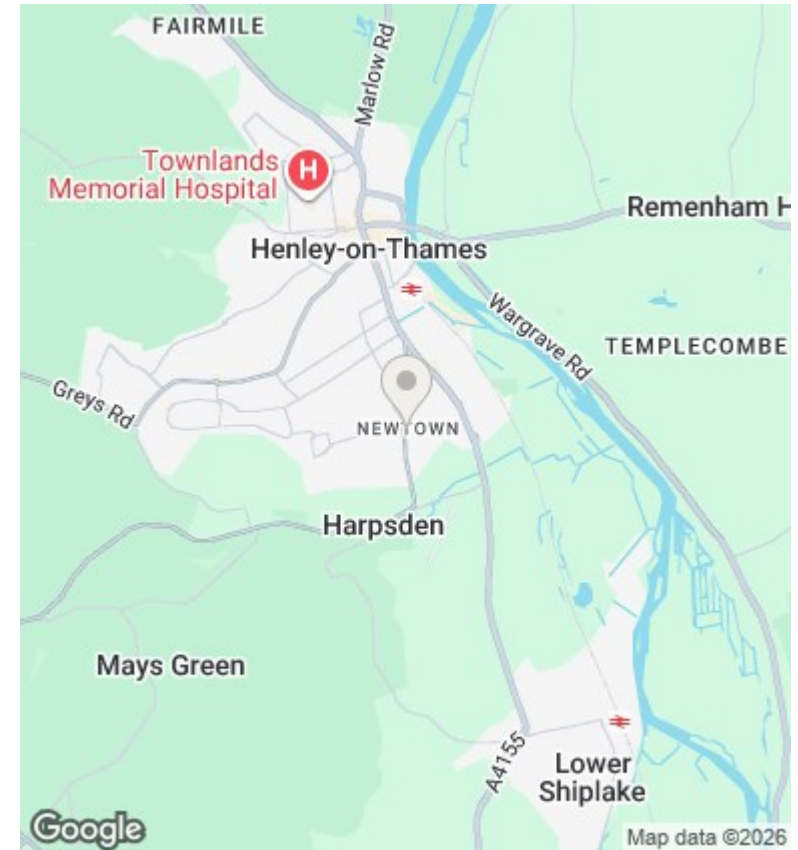 FAIRMILE
Marlow Rd
H
Townlands
Memorial Hospital
Remenham H
Henley-on-Thames
Wargrave Rd
TEMPLECOMBE
Greys Rd
NEWTOWN
Harpsden
Mays Green
A4155
Lower
Shiplake
Google
Map data ©2026